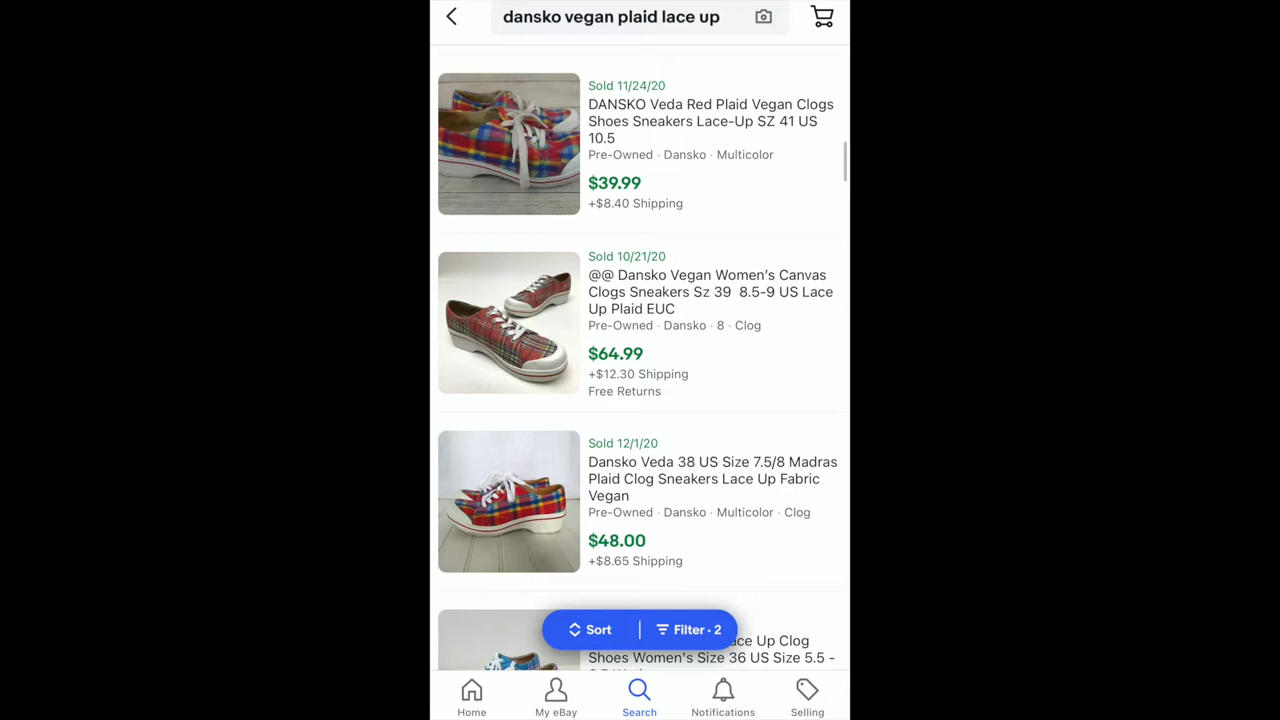 dansko vegan plaid lace up
Sold 11/24/20
DANSKO Veda Red Plaid Vegan Clogs
Shoes Sneakers Lace-Up SZ 41 US
10.5
Pre-Owned · Dansko · Multicolor
$39.99
+$8.40 Shipping
Sold 10/21/20
@@ Dansko Vegan Women's Canvas
Clogs Sneakers Sz 39 8.5-9 US Lace
Up Plaid EUC
Pre-Owned · Dansko · 8 · Clog
$64.99
+$12.30 Shipping
Free Returns
Sold 12/1/20
Dansko Veda 38 US Size 7.5/8 Madras
Plaid Clog Sneakers Lace Up Fabric
Vegan
Pre-Owned · Dansko · Multicolor · Clog
$48.00
+$8.65 Shipping
Sort
Filter · 2
Up Clog
Shoes Women's Size 36 US Size 5.5 -
Home
My eBay
Search
Notifications
Selling